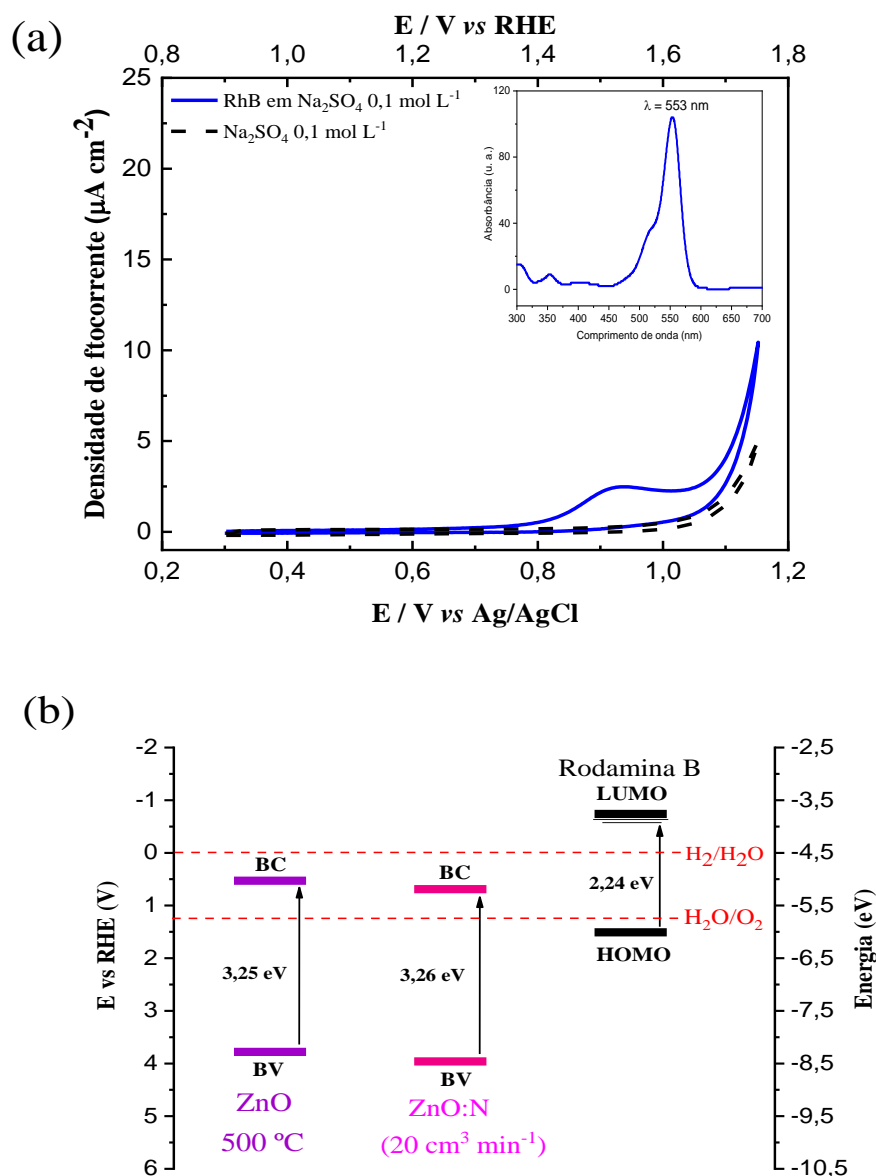 (a)
E / V vs RHE
0,8 1,0 1,2 1,4 1,6 1,8
25
20
15
10
5
0
Densidade de ftocorrente (μA cm⁻²)
RhB em Na₂SO₄ 0,1 mol L⁻¹
Na₂SO₄ 0,1 mol L⁻¹
120
80
40
0
Absorbância (u. a.)
λ = 553 nm
300 350 400 450 500 550 600 650 700
Comprimento de onda (nm)
0,2 0,4 0,6 0,8 1,0 1,2
E / V vs Ag/AgCl
(b)
-2
-1
0
1
2
3
4
5
6
E vs RHE (V)
BC
3,25 eV
BV
ZnO
500 ºC
BC
3,26 eV
BV
ZnO:N
(20 cm³ min⁻¹)
Rodamina B
LUMO
2,24 eV
HOMO
H₂/H₂O
H₂O/O₂
-2,5
-3,5
-4,5
-5,5
-6,5
-7,5
-8,5
-9,5
-10,5
Energia (eV)